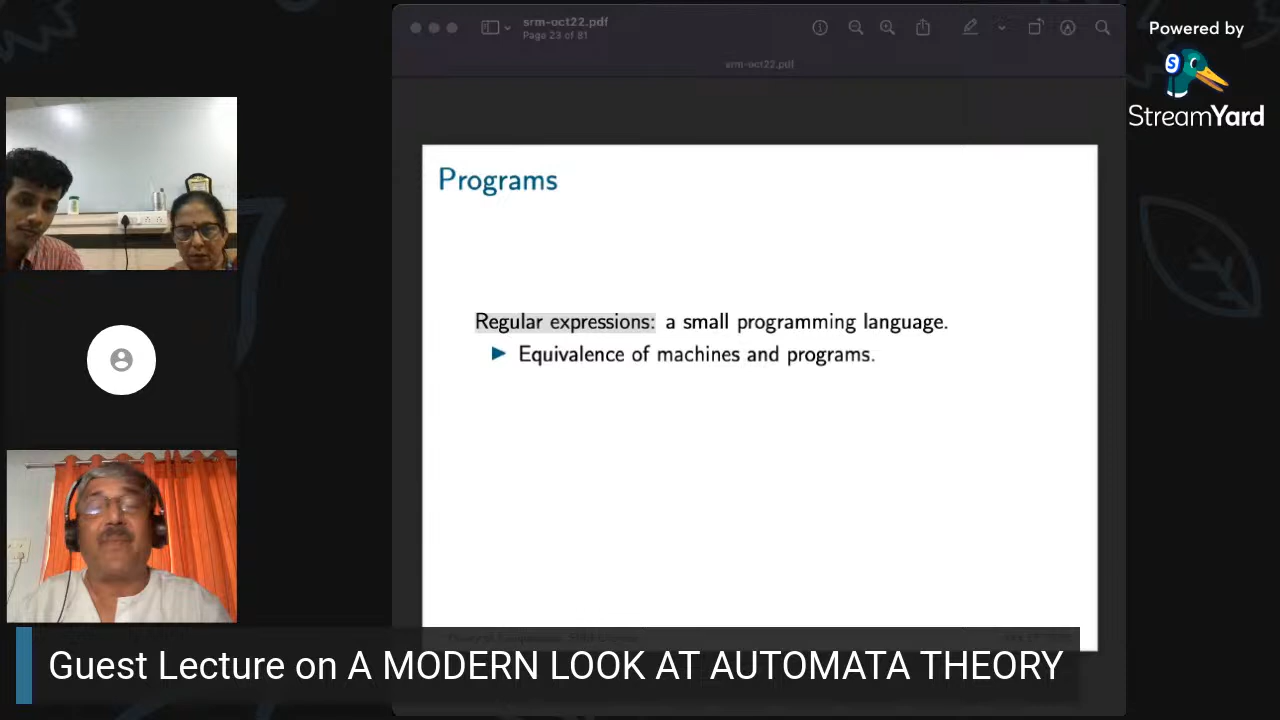 srm-oct22.pdf
Page 23 of 81
srm-oct22.pdf
Powered by
StreamYard
Programs
Regular expressions: a small programming language.
Equivalence of machines and programs.
Guest Lecture on A MODERN LOOK AT AUTOMATA THEORY